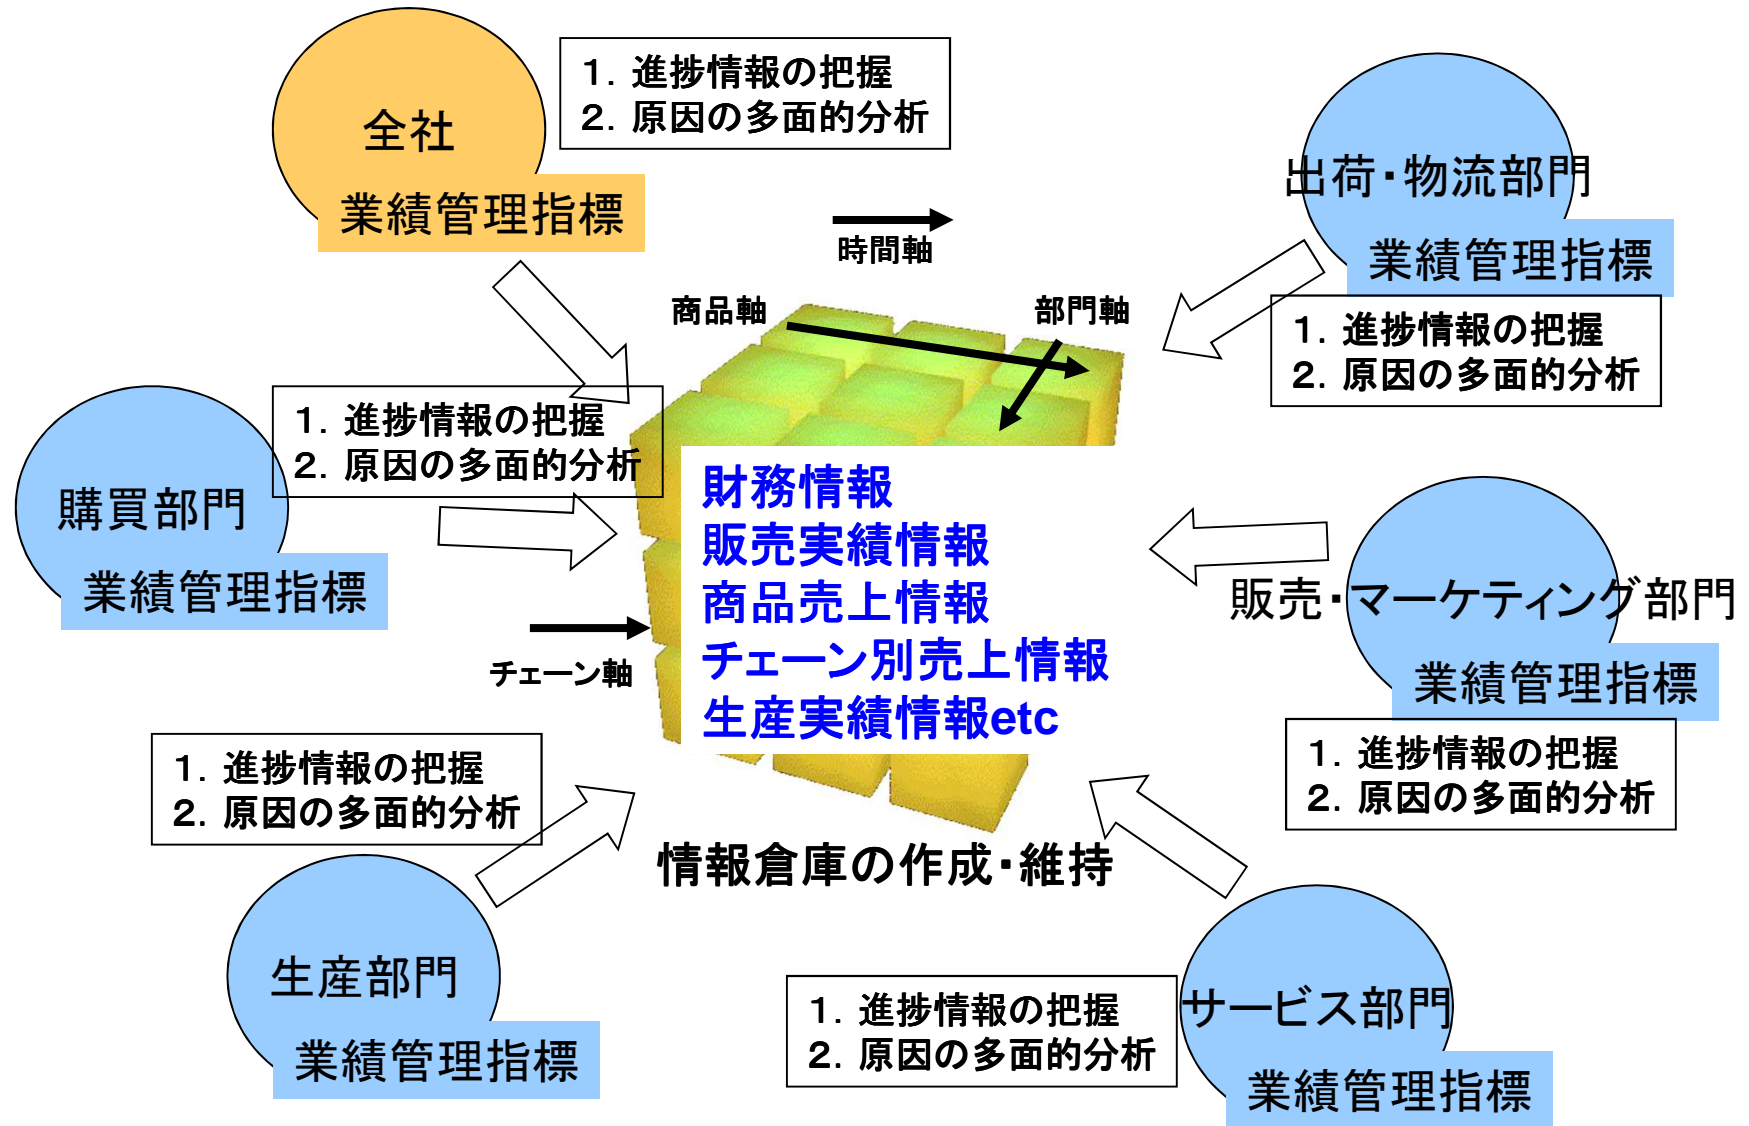 全社
業績管理指標
1．進捗情報の把握
2．原因の多面的分析
出荷・物流部門
業績管理指標
1．進捗情報の把握
2．原因の多面的分析
時間軸
商品軸
部門軸
1．進捗情報の把握
2．原因の多面的分析
購買部門
業績管理指標
財務情報
販売実績情報
商品売上情報
チェーン別売上情報
生産実績情報etc
チェーン軸
販売・マーケティング部門
業績管理指標
1．進捗情報の把握
2．原因の多面的分析
1．進捗情報の把握
2．原因の多面的分析
生産部門
業績管理指標
情報倉庫の作成・維持
1．進捗情報の把握
2．原因の多面的分析
サービス部門
業績管理指標